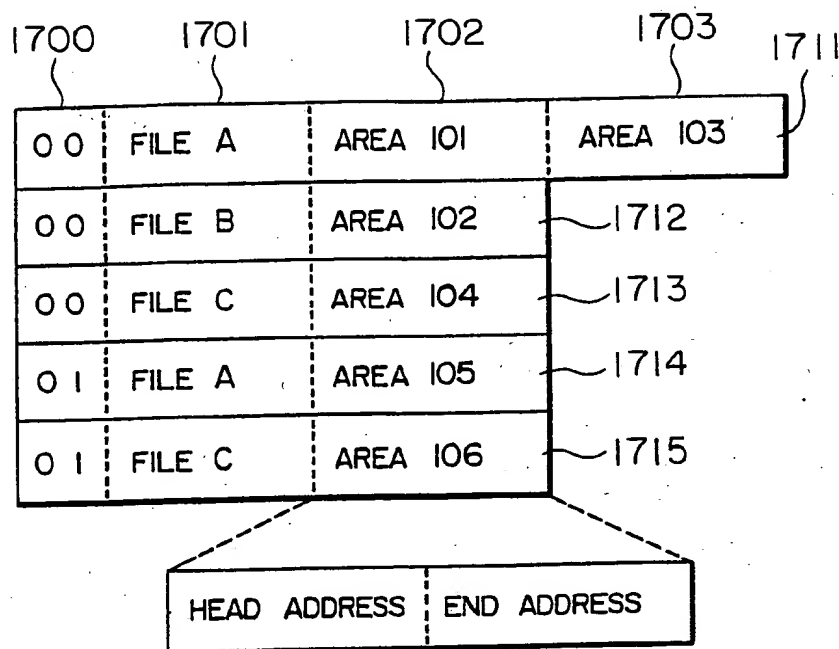 1700 1701 1702 1703 1711
00 FILE A AREA 101 AREA 103
00 FILE B AREA 102 1712
00 FILE C AREA 104 1713
01 FILE A AREA 105 1714
01 FILE C AREA 106 1715
HEAD ADDRESS END ADDRESS